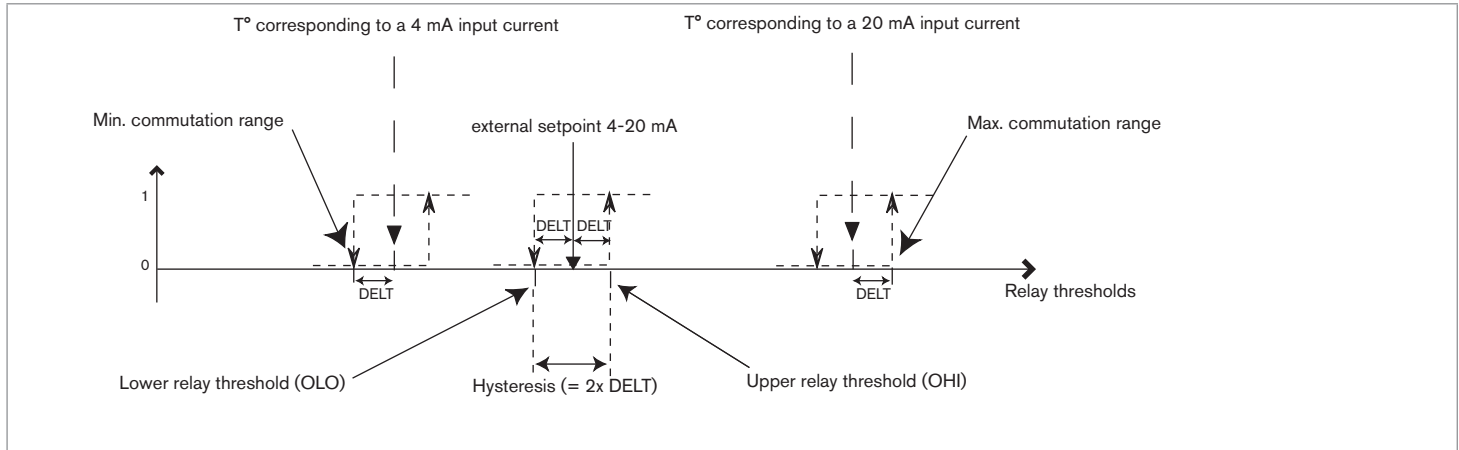 T° corresponding to a 4 mA input current
T° corresponding to a 20 mA input current
Min. commutation range
external setpoint 4-20 mA
Max. commutation range
1
DELT
DELT
0
DELT
DELT
Relay thresholds
Lower relay threshold (OLO)
Hysteresis (= 2x DELT)
Upper relay threshold (OHI)